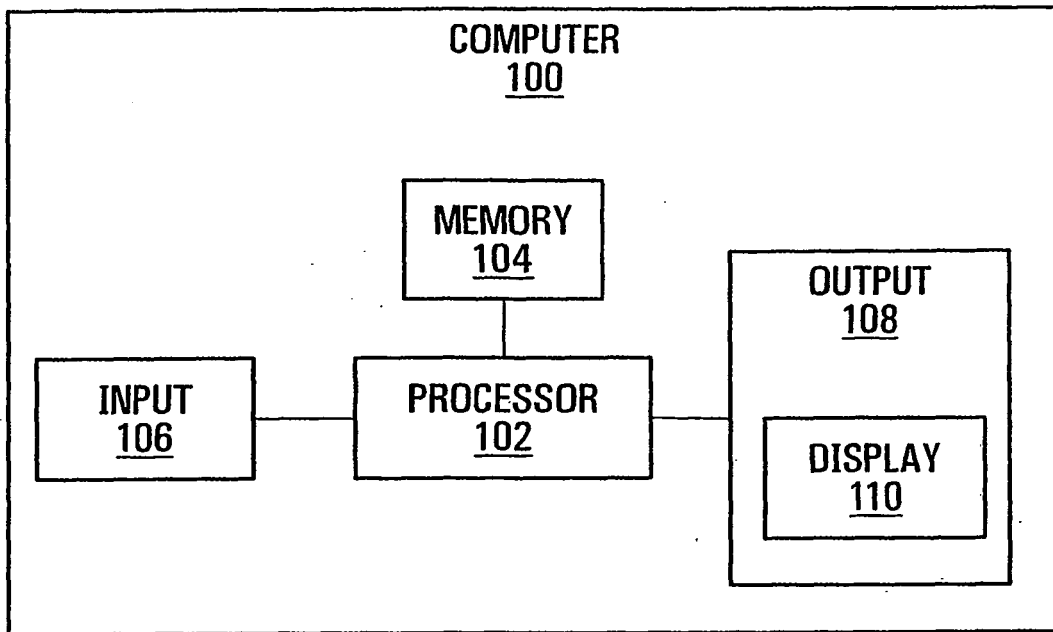 COMPUTER
100
MEMORY
104
OUTPUT
108
INPUT
106
PROCESSOR
102
DISPLAY
110